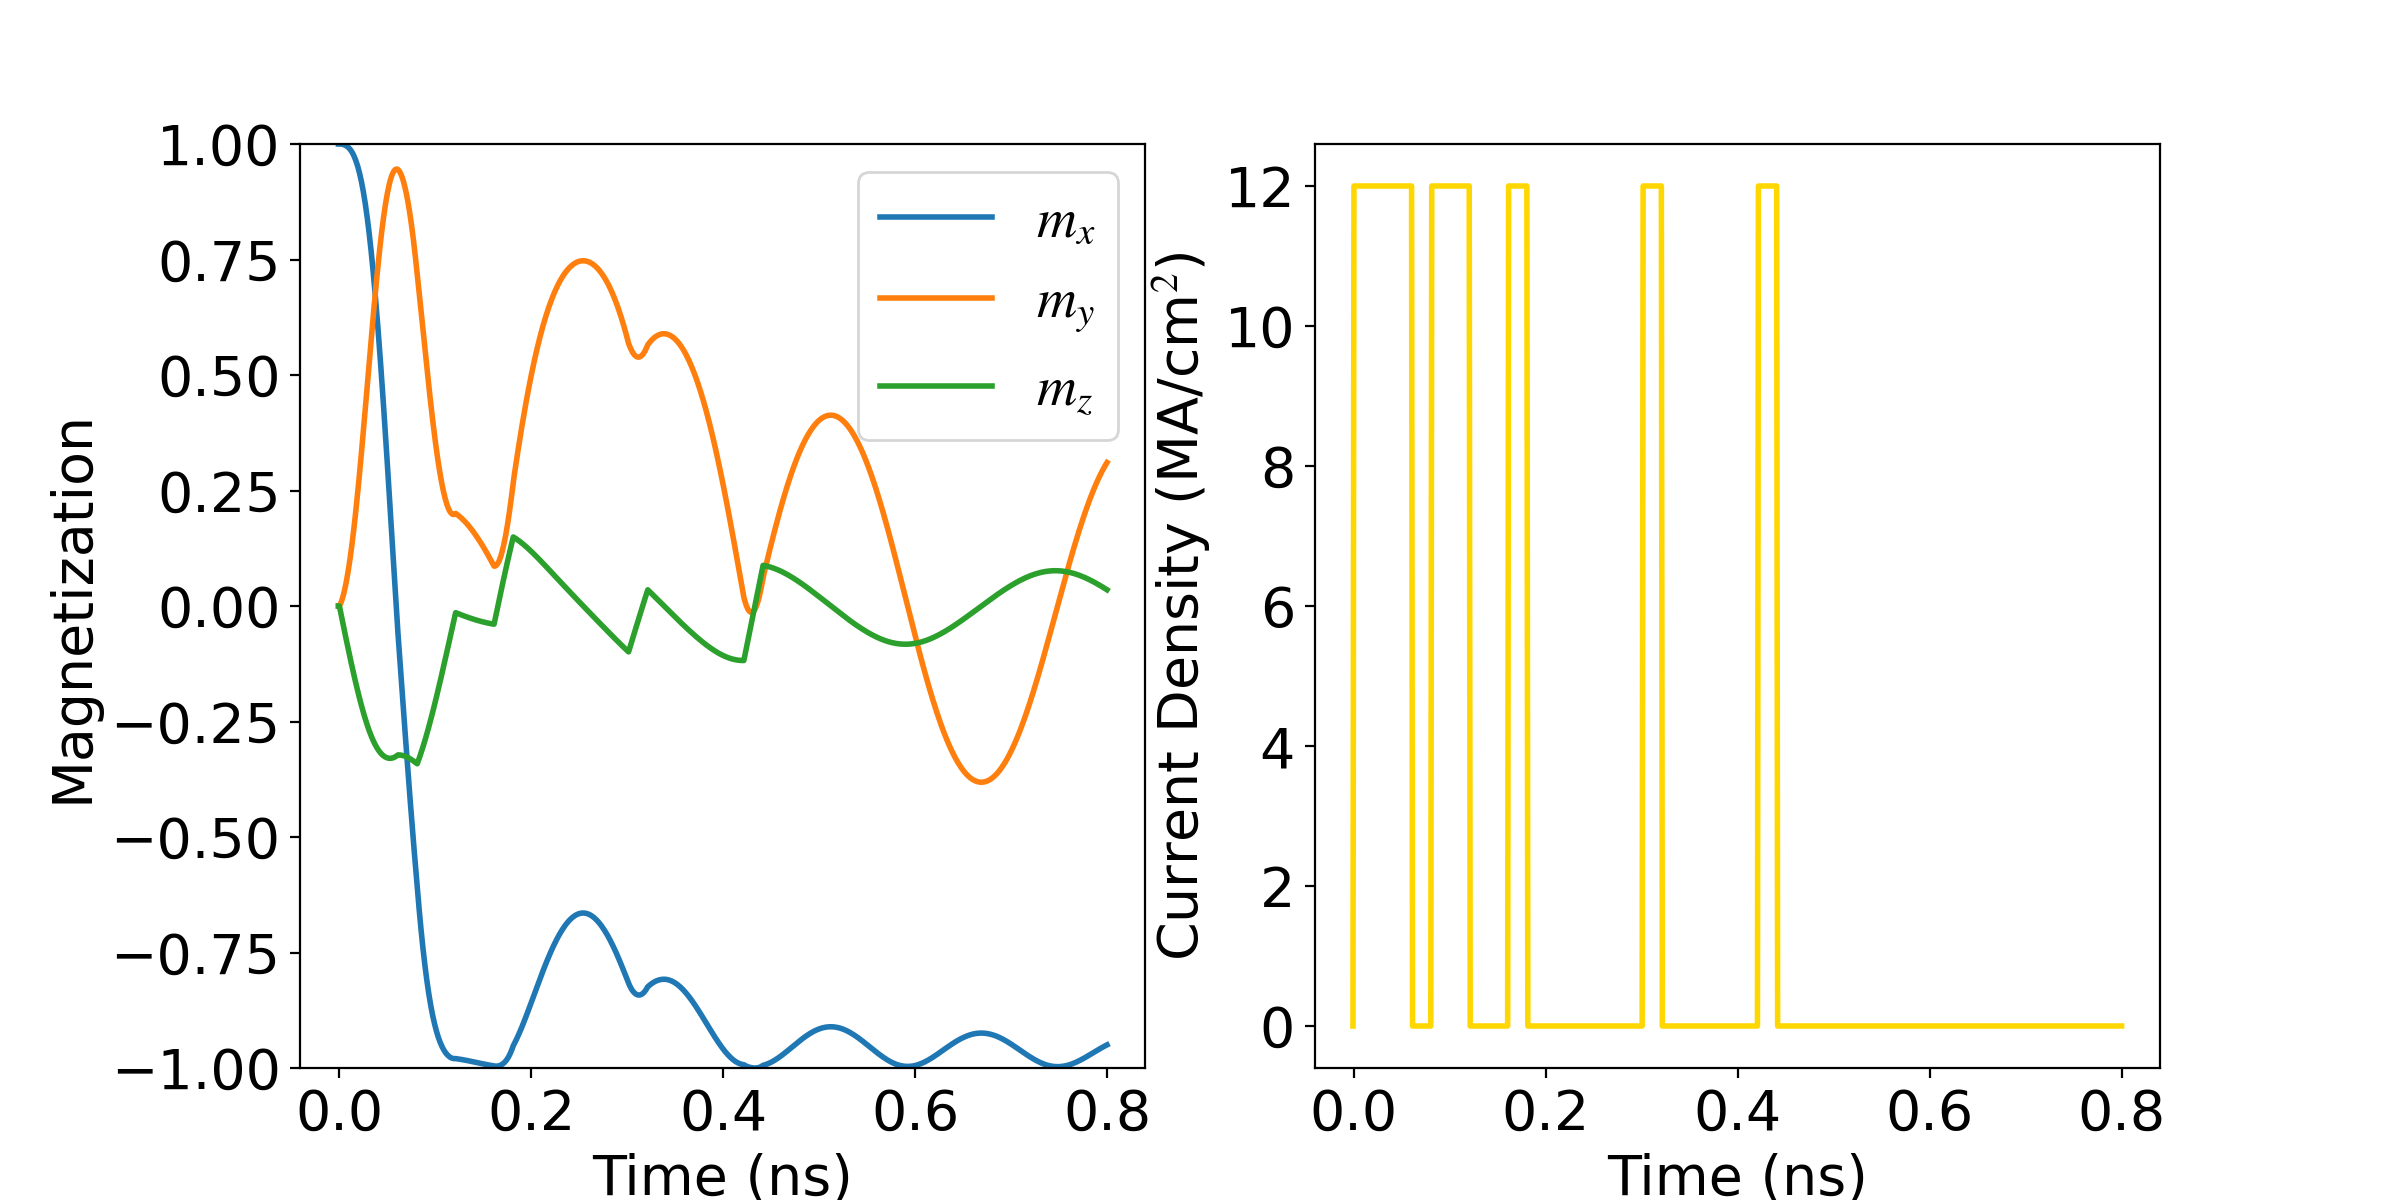 1.00
0.75
0.50
0.25
0.00
−0.25
−0.50
−0.75
−1.00
Magnetization
0.0 0.2 0.4 0.6 0.8
Time (ns)
m_x
m_y
m_z
12
10
8
6
4
2
0
Current Density (MA/cm²)
0.0 0.2 0.4 0.6 0.8
Time (ns)